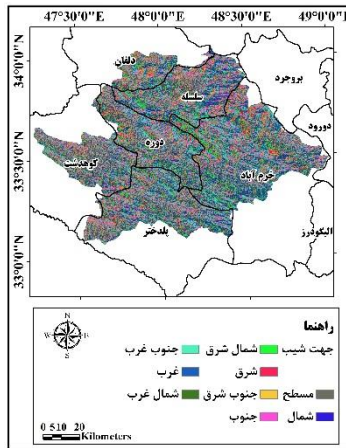 47°30'0"E 48°0'0"E 48°30'0"E 49°0'0"E
34°0'0"N
33°30'0"N
33°0'0"N
دلفان
بروجرد
سلسله
دورود
دوره
کوهدشت
خرم آباد
الیگودرز
پلدختر
راهنما
جهت شیب شمال شرق جنوب غرب
شرق غرب
مسطح جنوب شرق شمال غرب
شمال جنوب
N
W E
S
0 5 10 20
Kilometers